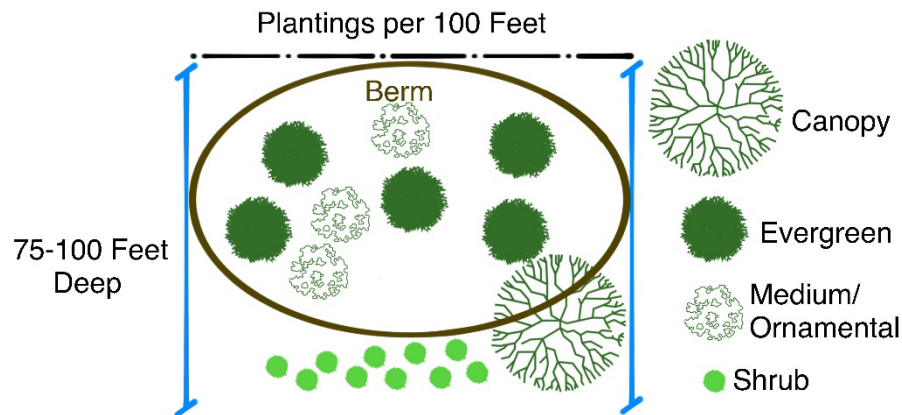 Plantings per 100 Feet
Berm
Canopy
75-100 Feet
Deep
Evergreen
Medium/
Ornamental
Shrub